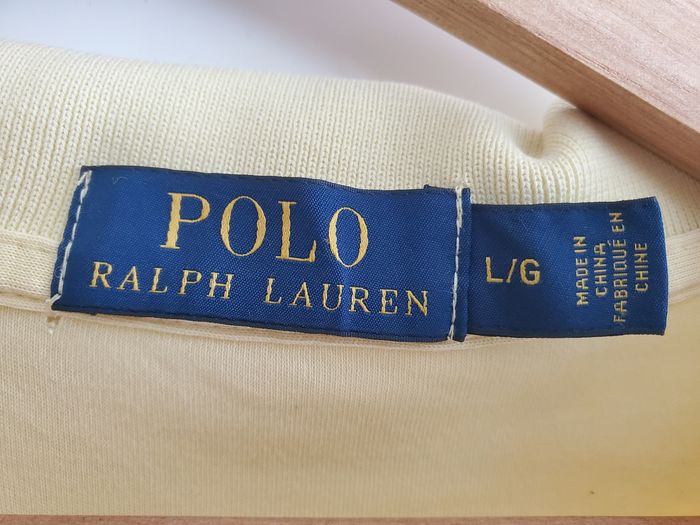 POLO
RALPH LAUREN
L/G
MADE IN
CHINA
FABRIQUÉ EN
CHINE